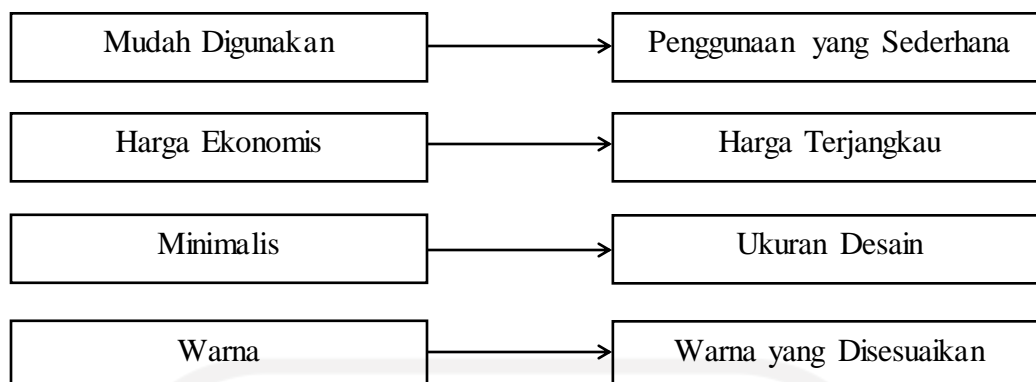 Mudah Digunakan
Penggunaan yang Sederhana
Harga Ekonomis
Harga Terjangkau
Minimalis
Ukuran Desain
Warna
Warna yang Disesuaikan